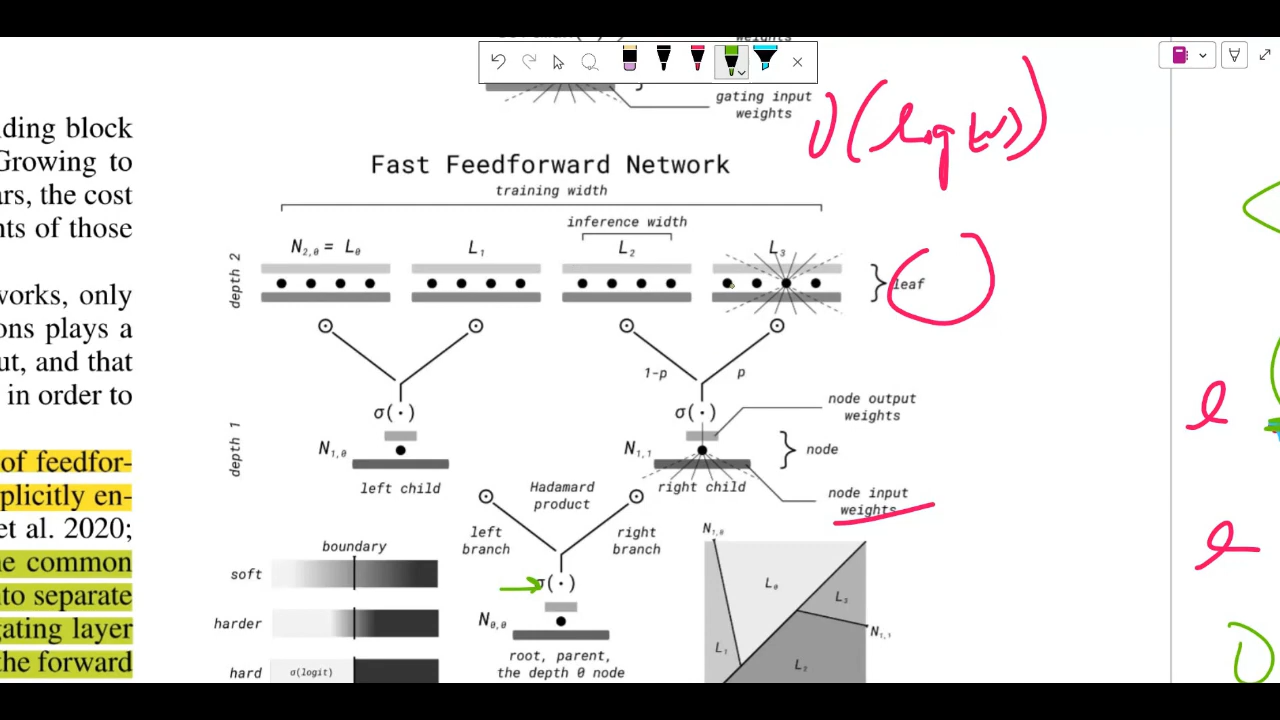 weights
gating input
weights
O(log w)
Fast Feedforward Network
training width
inference width
N2,0 = L0
L1
L2
L3
depth 2
leaf
1-p
p
σ(·)
σ(·)
node output
weights
depth 1
N1,0
N1,1
node
left child
right child
node input
weights
Hadamard
product
left
branch
right
branch
boundary
soft
σ(·)
harder
N0,0
root, parent,
the depth 0 node
hard
σ(logit)
N1,0
L0
L3
N1,1
L1
L2
ding block
Growing to
ars, the cost
nts of those
works, only
ons plays a
ut, and that
in order to
of feedfor-
plicitly en-
et al. 2020;
e common
nto separate
gating layer
the forward